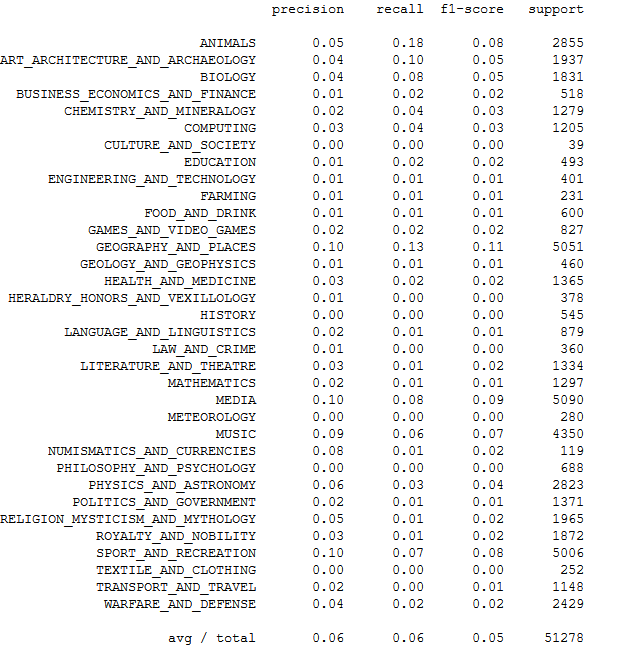 precision recall f1-score support
ANIMALS 0.05 0.18 0.08 2855
ART_ARCHITECTURE_AND_ARCHAEOLOGY 0.04 0.10 0.05 1937
BIOLOGY 0.04 0.08 0.05 1831
BUSINESS_ECONOMICS_AND_FINANCE 0.01 0.02 0.02 518
CHEMISTRY_AND_MINERALOGY 0.02 0.04 0.03 1279
COMPUTING 0.03 0.04 0.03 1205
CULTURE_AND_SOCIETY 0.00 0.00 0.00 39
EDUCATION 0.01 0.02 0.02 493
ENGINEERING_AND_TECHNOLOGY 0.01 0.01 0.01 401
FARMING 0.01 0.01 0.01 231
FOOD_AND_DRINK 0.01 0.01 0.01 600
GAMES_AND_VIDEO_GAMES 0.02 0.02 0.02 827
GEOGRAPHY_AND_PLACES 0.10 0.13 0.11 5051
GEOLOGY_AND_GEOPHYSICS 0.01 0.01 0.01 460
HEALTH_AND_MEDICINE 0.03 0.02 0.02 1365
HERALDRY_HONORS_AND_VEXILLOLOGY 0.01 0.00 0.00 378
HISTORY 0.00 0.00 0.00 545
LANGUAGE_AND_LINGUISTICS 0.02 0.01 0.01 879
LAW_AND_CRIME 0.01 0.00 0.00 360
LITERATURE_AND_THEATRE 0.03 0.01 0.02 1334
MATHEMATICS 0.02 0.01 0.01 1297
MEDIA 0.10 0.08 0.09 5090
METEOROLOGY 0.00 0.00 0.00 280
MUSIC 0.09 0.06 0.07 4350
NUMISMATICS_AND_CURRENCIES 0.08 0.01 0.02 119
PHILOSOPHY_AND_PSYCHOLOGY 0.00 0.00 0.00 688
PHYSICS_AND_ASTRONOMY 0.06 0.03 0.04 2823
POLITICS_AND_GOVERNMENT 0.02 0.01 0.01 1371
RELIGION_MYSTICISM_AND_MYTHOLOGY 0.05 0.01 0.02 1965
ROYALTY_AND_NOBILITY 0.03 0.01 0.02 1872
SPORT_AND_RECREATION 0.10 0.07 0.08 5006
TEXTILE_AND_CLOTHING 0.00 0.00 0.00 252
TRANSPORT_AND_TRAVEL 0.02 0.00 0.01 1148
WARFARE_AND_DEFENSE 0.04 0.02 0.02 2429
avg / total 0.06 0.06 0.05 51278